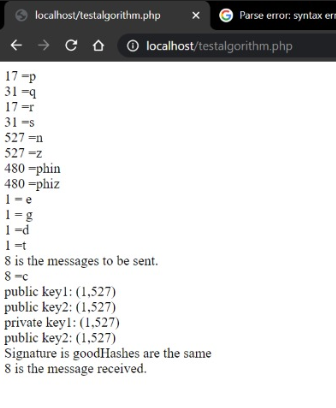 localhost/testalgorithm.php
Parse error: syntax err
localhost/testalgorithm.php
17 =p
31 =q
17 =r
31 =s
527 =n
527 =z
480 =phin
480 =phiz
1 = e
1 = g
1 =d
1 =t
8 is the messages to be sent.
8 =c
public key1: (1,527)
public key2: (1,527)
private key1: (1,527)
public key2: (1,527)
Signature is goodHashes are the same
8 is the message received.